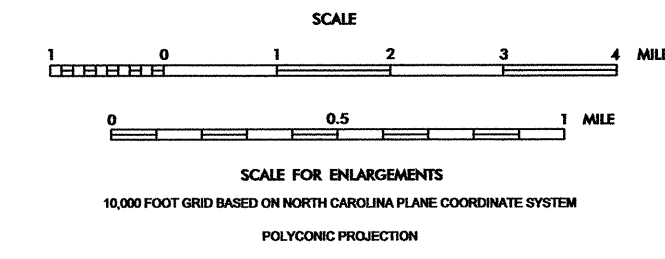 SCALE
1 0 1 2 3 4 MILE
0 0.5 1 MILE
SCALE FOR ENLARGEMENTS
10,000 FOOT GRID BASED ON NORTH CAROLINA PLANE COORDINATE SYSTEM
POLYCONIC PROJECTION